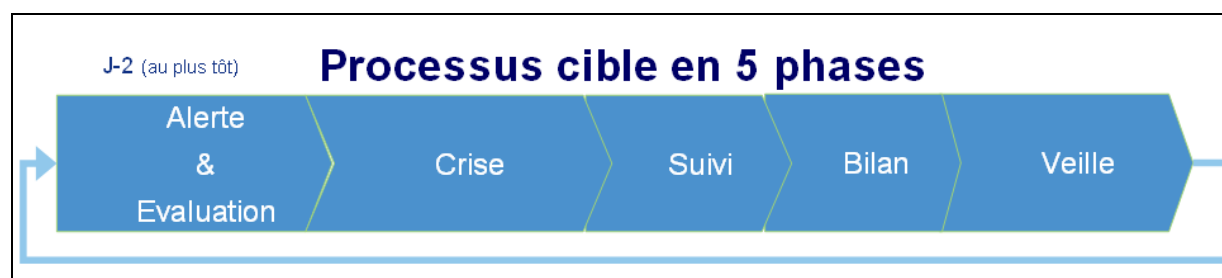 J-2 (au plus tôt)
Processus cible en 5 phases
Alerte
&
Evaluation
Crise
Suivi
Bilan
Veille